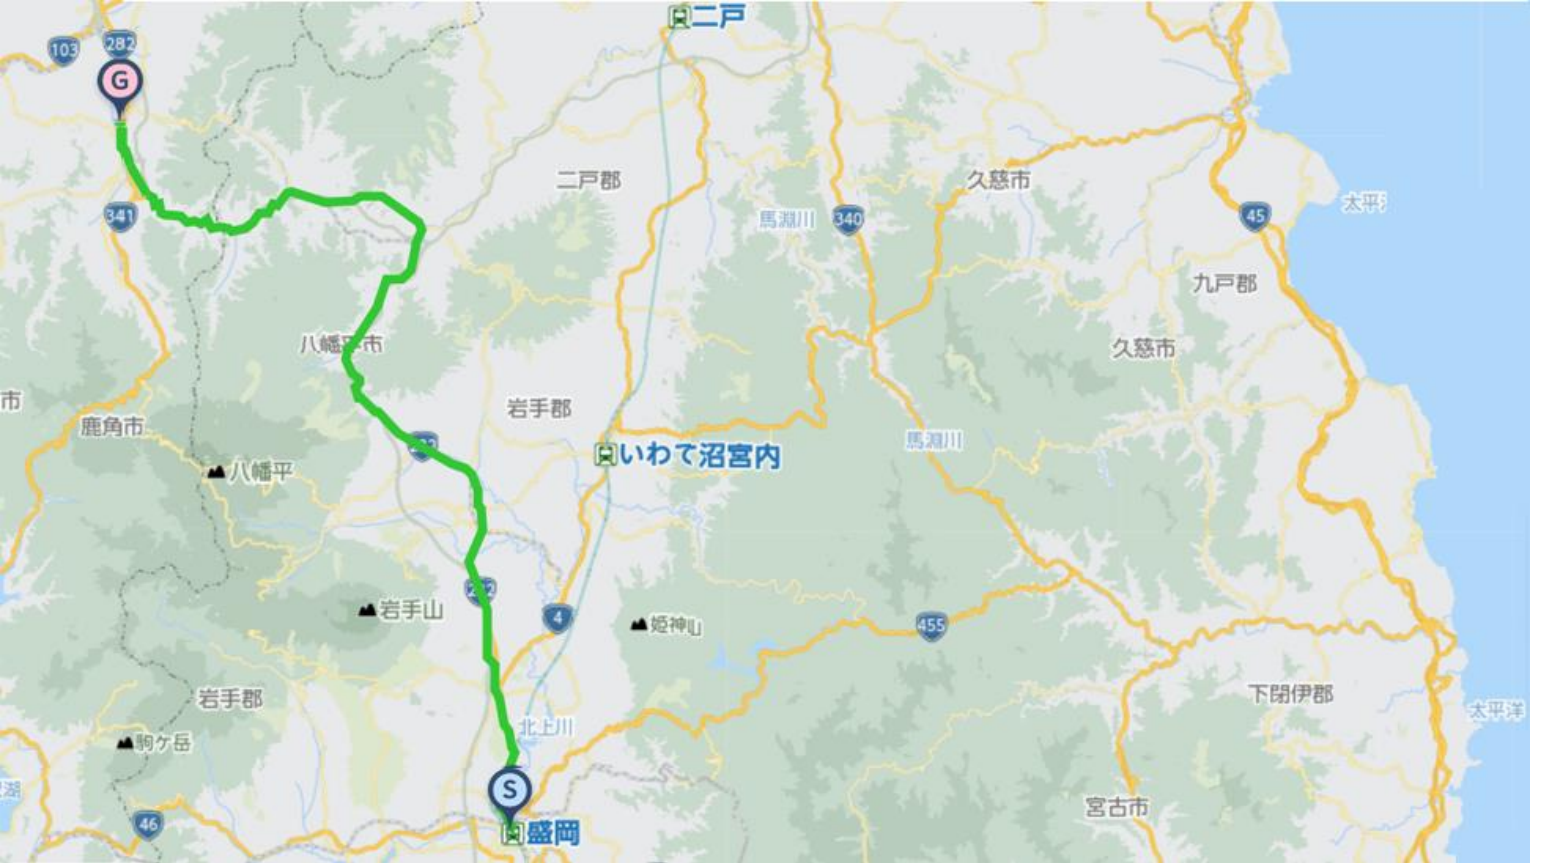 二戸
103
282
G
二戸郡
久慈市
太平
341
馬淵川
340
45
九戸郡
八幡平市
久慈市
市
岩手郡
鹿角市
馬淵川
282
いわて沼宮内
八幡平
282
岩手山
4
姫神山
455
岩手郡
下閉伊郡
太平洋
北上川
駒ケ岳
湖
S
宮古市
46
盛岡